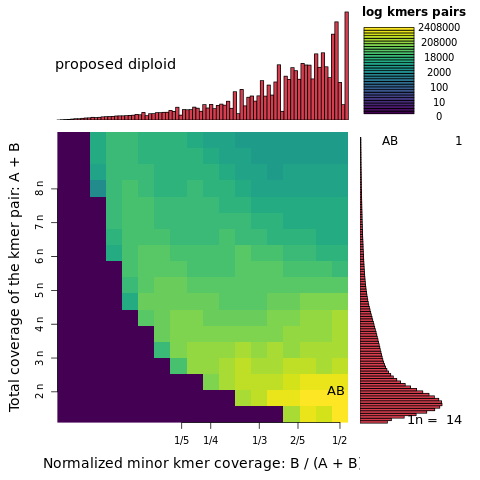 log kmers pairs
proposed diploid
2408000
208000
18000
2000
100
10
0
AB 1
Total coverage of the kmer pair: A + B
8 n
7 n
6 n
5 n
4 n
3 n
2 n
AB
1n = 14
1/5 1/4 1/3 2/5 1/2
Normalized minor kmer coverage: B / (A + B